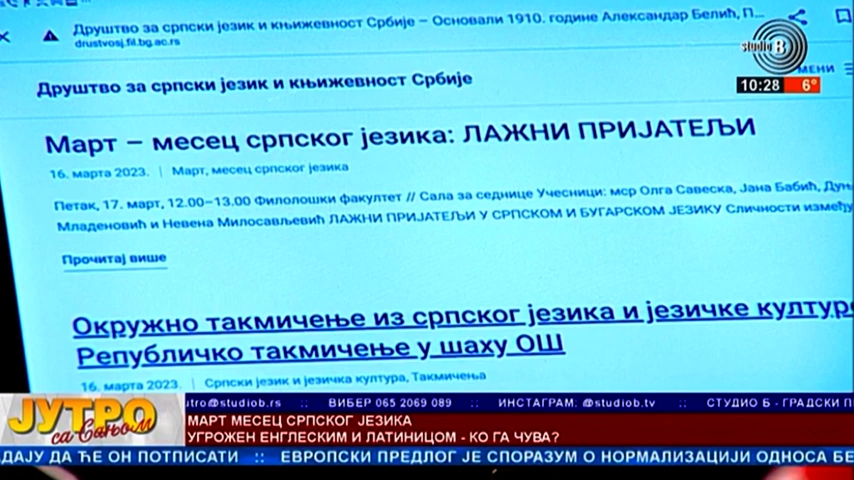 Друштво за српски језик и књижевност Србије – Основали 1910. године Александар Белић, П...
drustvosj.fil.bg.ac.rs
studio B
МЕНИ
10:28 6°
Друштво за српски језик и књижевност Србије
Март – месец српског језика: ЛАЖНИ ПРИЈАТЕЉИ
16. марта 2023. | Март, месец српског језика
Петак, 17. март, 12.00–13.00 Филолошки факултет // Сала за седнице Учесници: мср Олга Савеска, Јана Бабић, Дуњ
Младеновић и Невена Милосављевић ЛАЖНИ ПРИЈАТЕЉИ У СРПСКОМ И БУГАРСКОМ ЈЕЗИКУ Сличности између
Прочитај више
Окружно такмичење из српског језика и језичке културе
Републичко такмичење у шаху ОШ
16. марта 2023. | Српски језик и језичка култура, Такмичења
ЈУТРО
са Сањом
utro@studiob.rs :: ВИБЕР 065 2069 089 :: ИНСТАГРАМ: @studiob.tv :: СТУДИО Б - ГРАДСКИ П
МАРТ МЕСЕЦ СРПСКОГ ЈЕЗИКА
УГРОЖЕН ЕНГЛЕСКИМ И ЛАТИНИЦОМ - КО ГА ЧУВА?
ДАЈУ ДА ЋЕ ОН ПОТПИСАТИ :: ЕВРОПСКИ ПРЕДЛОГ ЈЕ СПОРАЗУМ О НОРМАЛИЗАЦИЈИ ОДНОСА БЕ